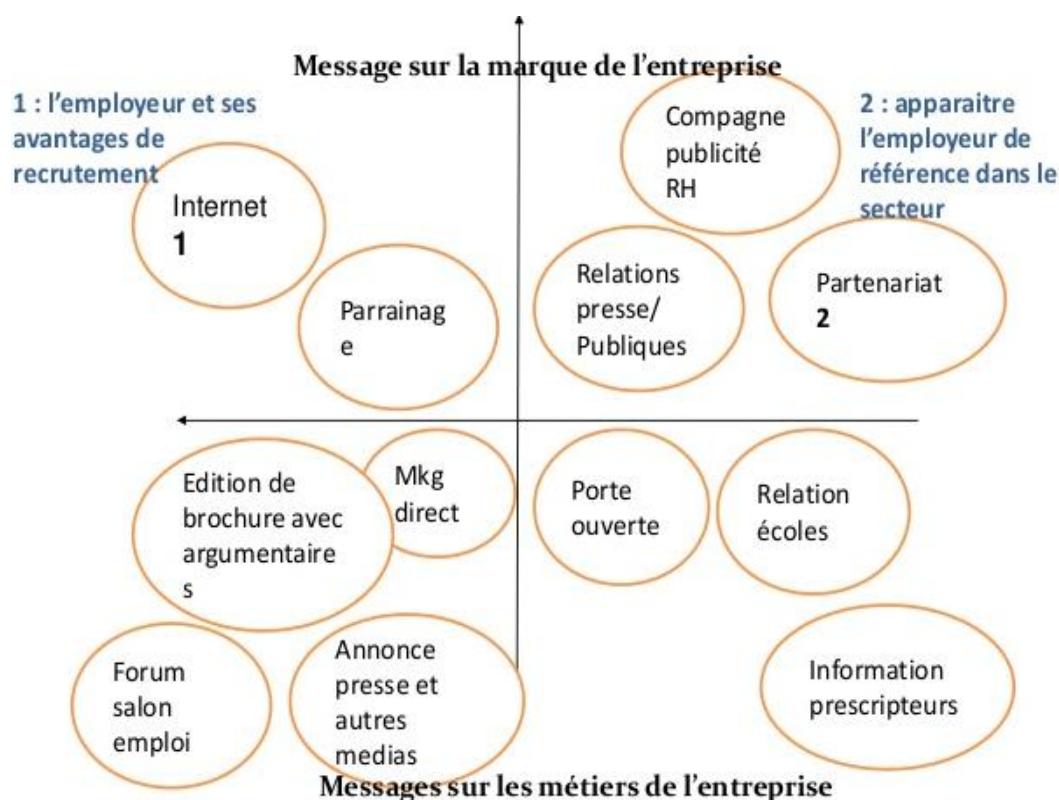 Message sur la marque de l'entreprise
1 : l'employeur et ses
avantages de
recrutement
2 : apparaitre
l'employeur de
référence dans le
secteur
Compagne
publicité
RH
Internet
1
Parrainag
e
Relations
presse/
Publiques
Partenariat
2
Edition de
brochure avec
argumentaire
s
Mkg
direct
Porte
ouverte
Relation
écoles
Forum
salon
emploi
Annonce
presse et
autres
medias
Information
prescripteurs
Messages sur les métiers de l'entreprise